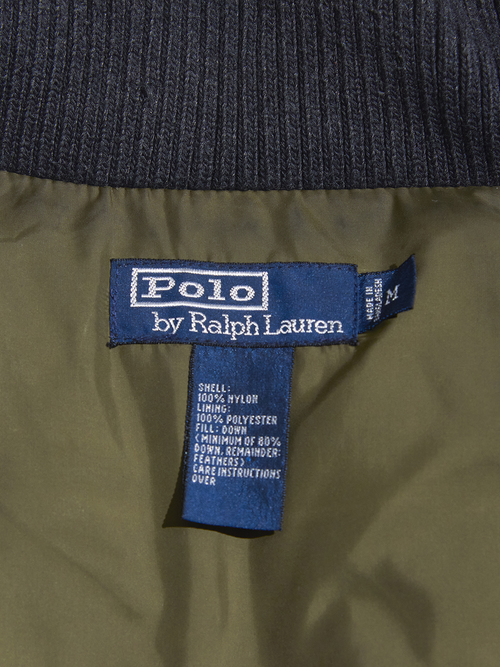 Polo
by Ralph Lauren
MADE IN
BANGLADESH
M
SHELL:
100% NYLON
LINING:
100% POLYESTER
FILL: DOWN
(MINIMUM OF 80%
DOWN, REMAINDER:
FEATHERS)
CARE INSTRUCTIONS
OVER